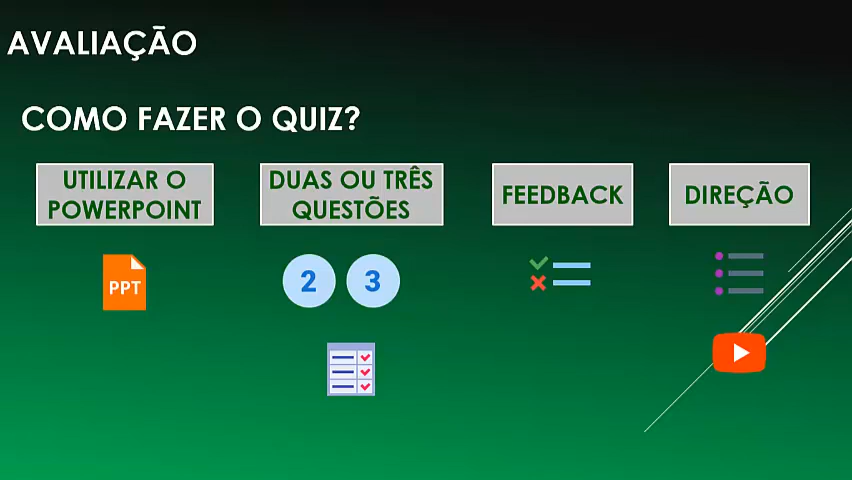 AVALIAÇÃO
COMO FAZER O QUIZ?
UTILIZAR O
POWERPOINT
DUAS OU TRÊS
QUESTÕES
FEEDBACK
DIREÇÃO
PPT
2
3